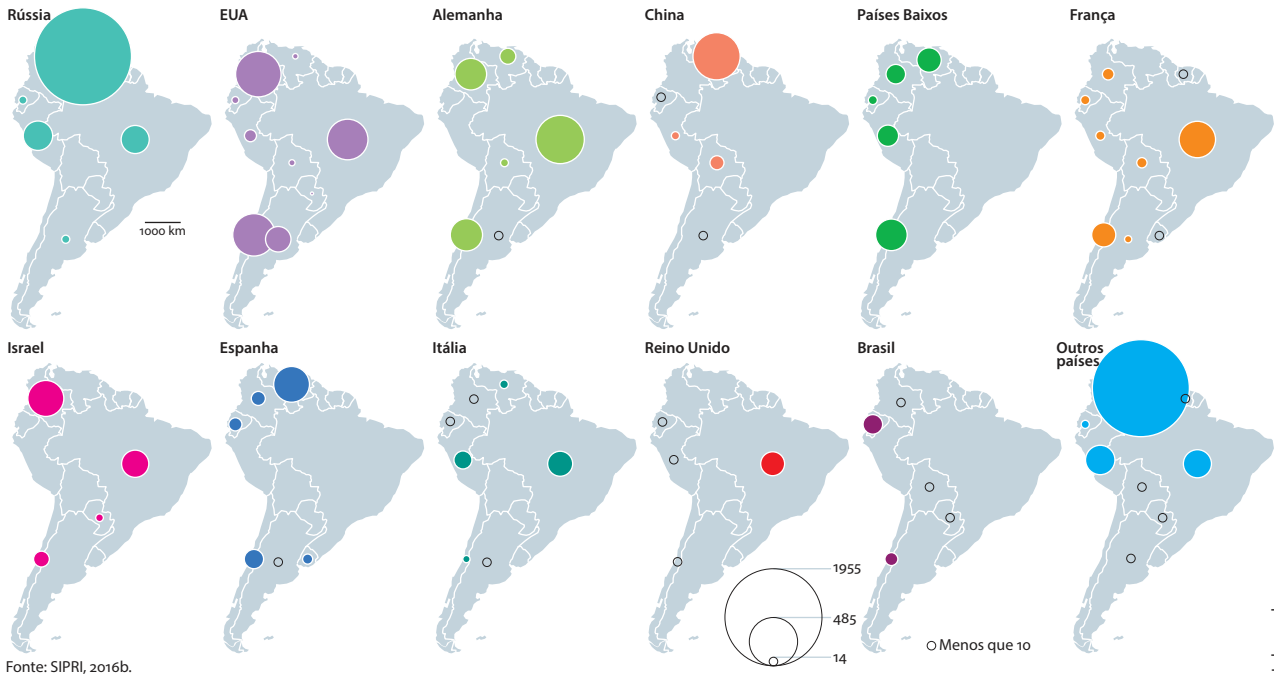 Rússia
EUA
Alemanha
China
Países Baixos
França
1000 km
Israel
Espanha
Itália
Reino Unido
Brasil
Outros
países
1955
485
14
Menos que 10
Fonte: SIPRI, 2016b.